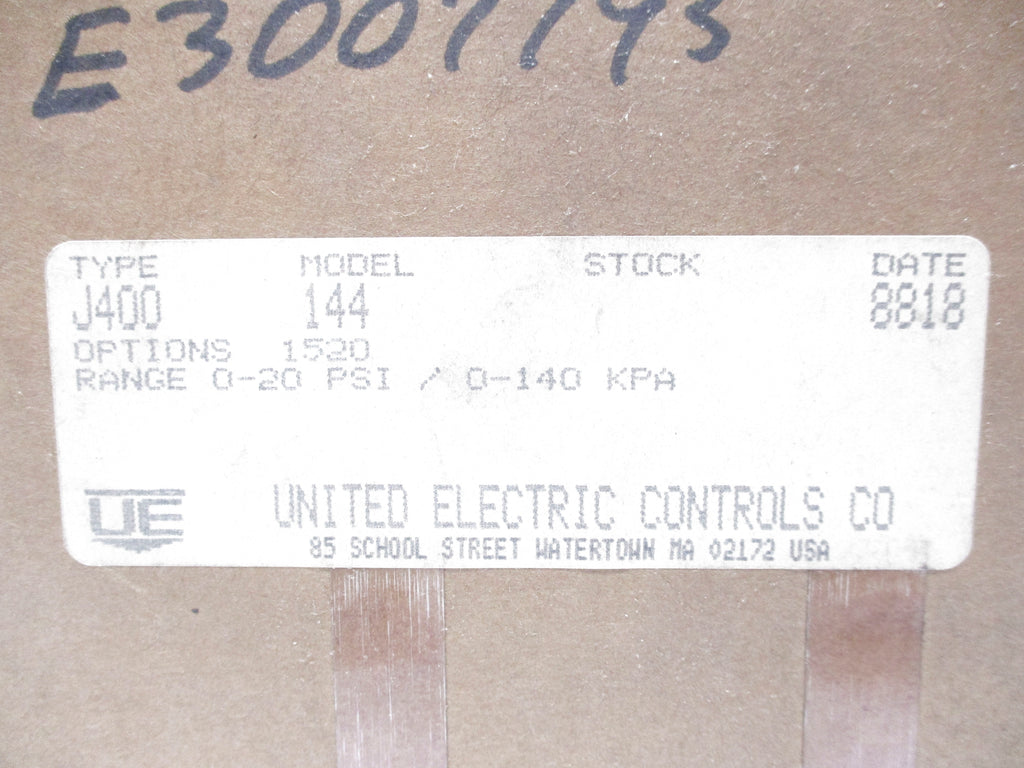 E3007793
TYPE MODEL STOCK DATE
J400 144 8818
OPTIONS 1520
RANGE 0-20 PSI / 0-140 KPA
UE UNITED ELECTRIC CONTROLS CO
85 SCHOOL STREET WATERTOWN MA 02172 USA